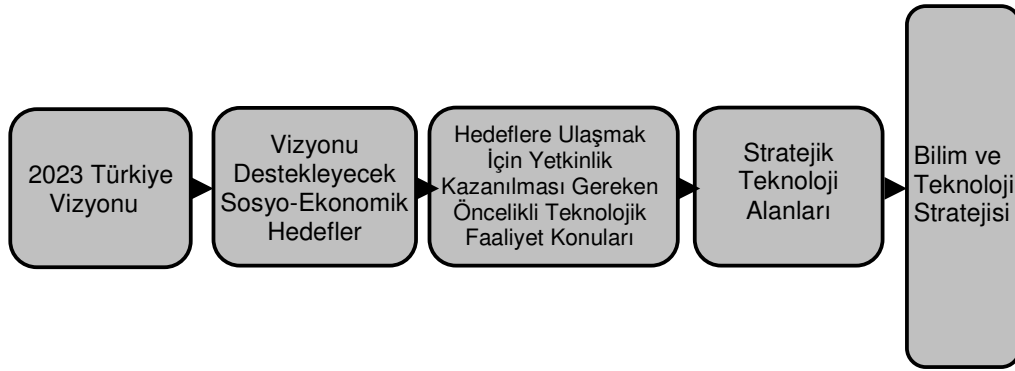 2023 Türkiye
Vizyonu
Vizyonu
Destekleyecek
Sosyo-Ekonomik
Hedefler
Hedeflere Ulaşmak
İçin Yetkinlik
Kazanılması Gereken
Öncelikli Teknolojik
Faaliyet Konuları
Stratejik
Teknoloji
Alanları
Bilim ve
Teknoloji
Stratejisi